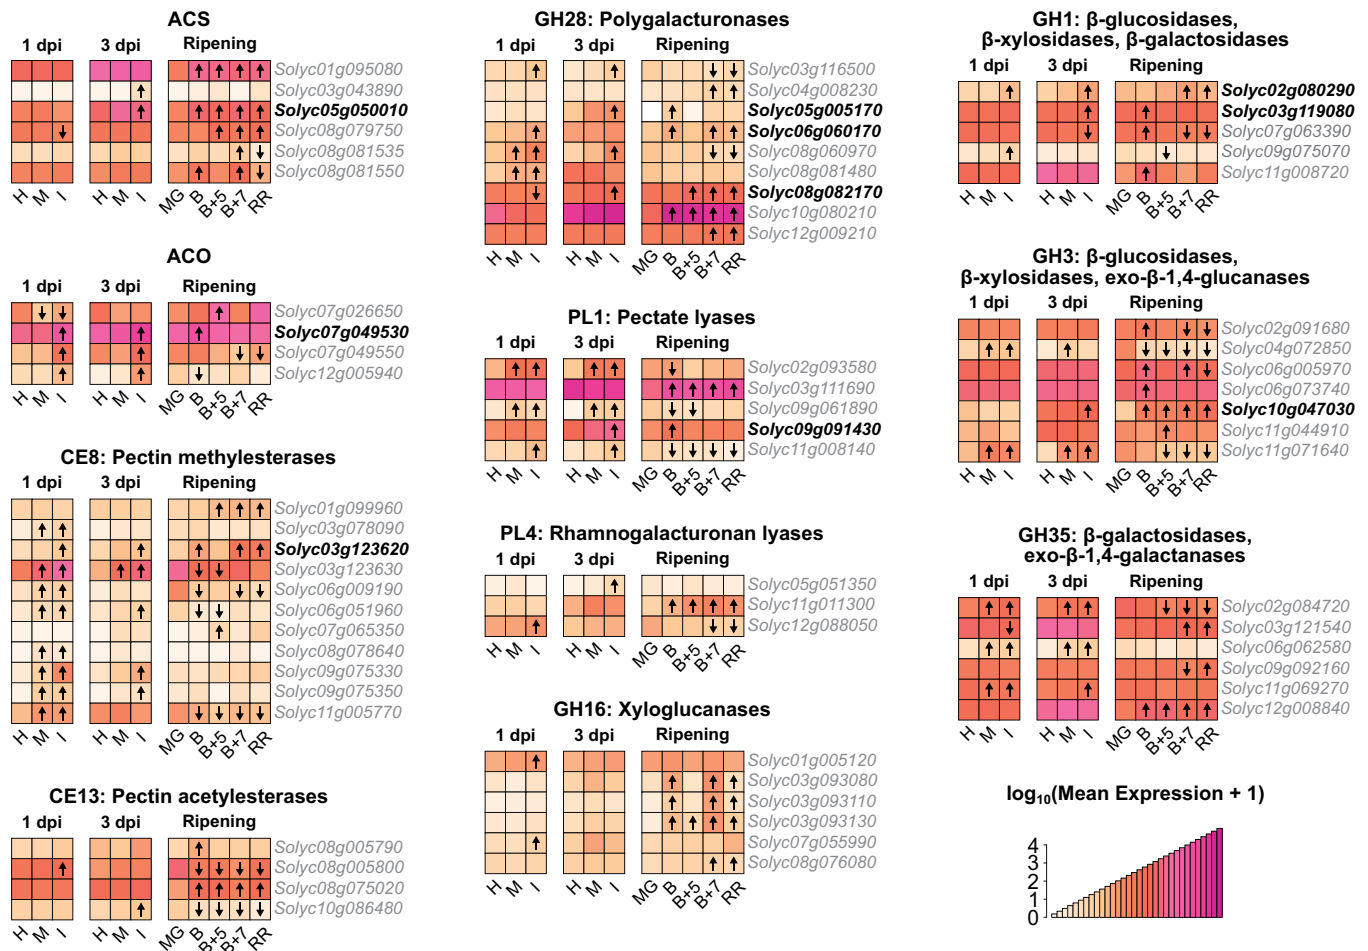 ACS
1 dpi 3 dpi Ripening
Solyc01g095080
Solyc03g043890
Solyc05g050010
Solyc08g079750
Solyc08g081535
Solyc08g081550
H M I H M I MG B B+5 B+7 RR
ACO
1 dpi 3 dpi Ripening
Solyc07g026650
Solyc07g049530
Solyc07g049550
Solyc12g005940
H M I H M I MG B B+5 B+7 RR
CE8: Pectin methylesterases
1 dpi 3 dpi Ripening
Solyc01g099960
Solyc03g078090
Solyc03g123620
Solyc03g123630
Solyc06g009190
Solyc06g051960
Solyc07g065350
Solyc08g078640
Solyc09g075330
Solyc09g075350
Solyc11g005770
H M I H M I MG B B+5 B+7 RR
CE13: Pectin acetylesterases
1 dpi 3 dpi Ripening
Solyc08g005790
Solyc08g005800
Solyc08g075020
Solyc10g086480
H M I H M I MG B B+5 B+7 RR
GH28: Polygalacturonases
1 dpi 3 dpi Ripening
Solyc03g116500
Solyc04g008230
Solyc05g005170
Solyc06g060170
Solyc08g060970
Solyc08g081480
Solyc08g082170
Solyc10g080210
Solyc12g009210
H M I H M I MG B B+5 B+7 RR
PL1: Pectate lyases
1 dpi 3 dpi Ripening
Solyc02g093580
Solyc03g111690
Solyc09g061890
Solyc09g091430
Solyc11g008140
H M I H M I MG B B+5 B+7 RR
PL4: Rhamnogalacturonan lyases
1 dpi 3 dpi Ripening
Solyc05g051350
Solyc11g011300
Solyc12g088050
H M I H M I MG B B+5 B+7 RR
GH16: Xyloglucanases
1 dpi 3 dpi Ripening
Solyc01g005120
Solyc03g093080
Solyc03g093110
Solyc03g093130
Solyc07g055990
Solyc08g076080
H M I H M I MG B B+5 B+7 RR
GH1: β-glucosidases,
β-xylosidases, β-galactosidases
1 dpi 3 dpi Ripening
Solyc02g080290
Solyc03g119080
Solyc07g063390
Solyc09g075070
Solyc11g008720
H M I H M I MG B B+5 B+7 RR
GH3: β-glucosidases,
β-xylosidases, exo-β-1,4-glucanases
1 dpi 3 dpi Ripening
Solyc02g091680
Solyc04g072850
Solyc06g005970
Solyc06g073740
Solyc10g047030
Solyc11g044910
Solyc11g071640
H M I H M I MG B B+5 B+7 RR
GH35: β-galactosidases,
exo-β-1,4-galactanases
1 dpi 3 dpi Ripening
Solyc02g084720
Solyc03g121540
Solyc06g062580
Solyc09g092160
Solyc11g069270
Solyc12g008840
H M I H M I MG B B+5 B+7 RR
log₁₀(Mean Expression + 1)
4
3
2
1
0